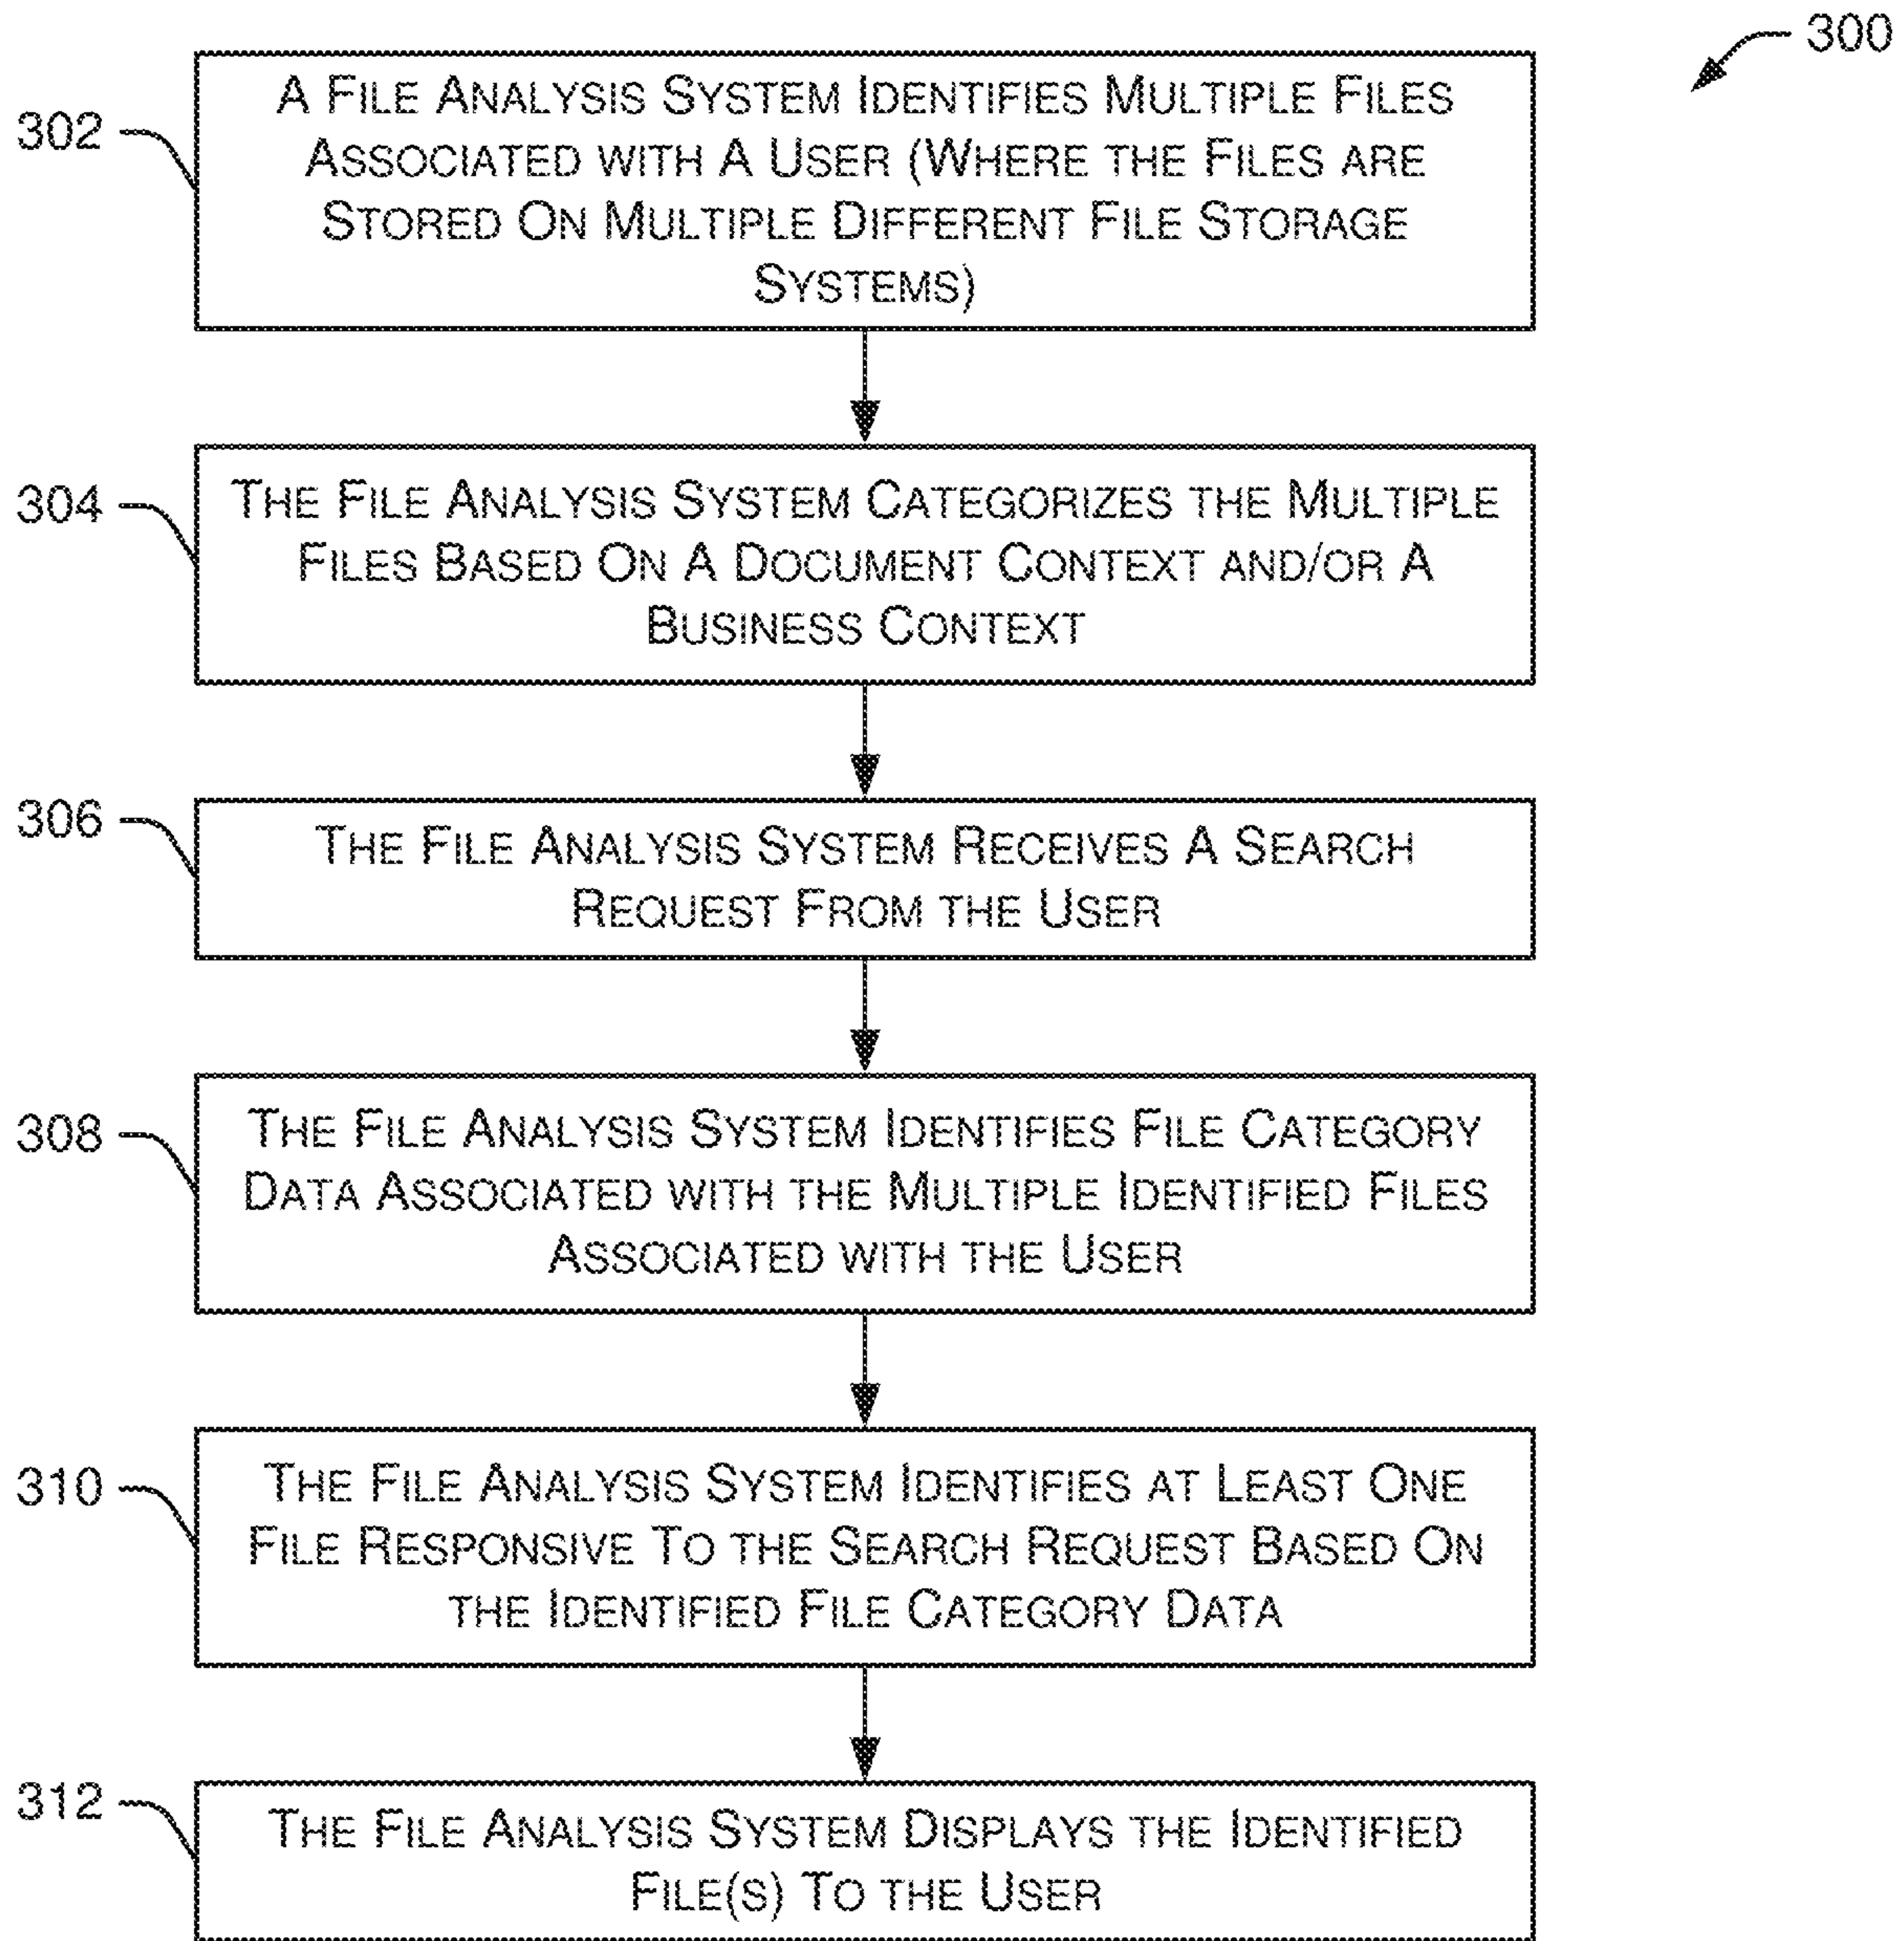 300
302
A File Analysis System Identifies Multiple Files
Associated with a User (Where the Files are
Stored On Multiple Different File Storage
Systems)
304
The File Analysis System Categorizes the Multiple
Files Based On a Document Context and/or a
Business Context
306
The File Analysis System Receives a Search
Request From the User
308
The File Analysis System Identifies File Category
Data Associated with the Multiple Identified Files
Associated with the User
310
The File Analysis System Identifies at Least One
File Responsive To the Search Request Based On
the Identified File Category Data
312
The File Analysis System Displays the Identified
File(s) To the User